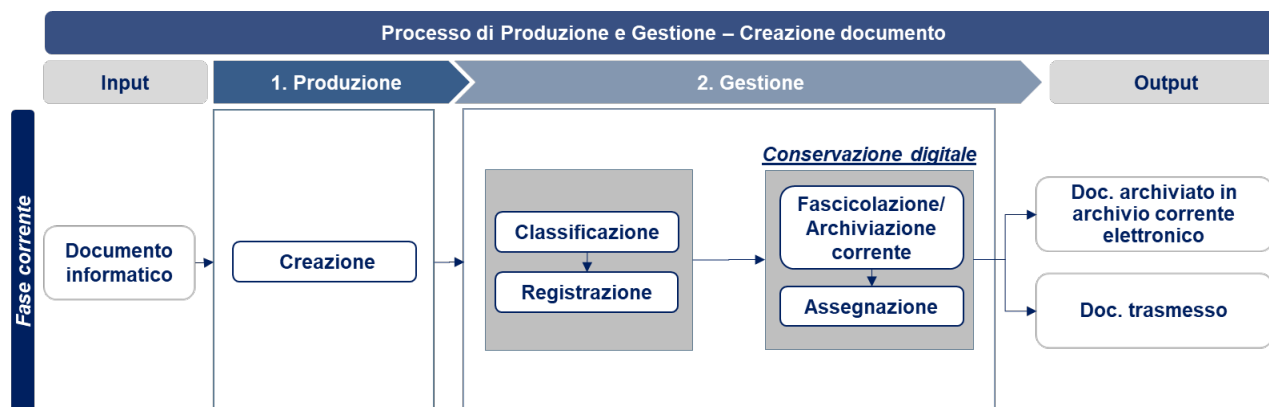 Processo di Produzione e Gestione – Creazione documento
Input
1. Produzione
2. Gestione
Output
Fase corrente
Documento
informatico
Creazione
Classificazione
Registrazione
Conservazione digitale
Fascicolazione/
Archiviazione
corrente
Assegnazione
Doc. archiviato in
archivio corrente
elettronico
Doc. trasmesso